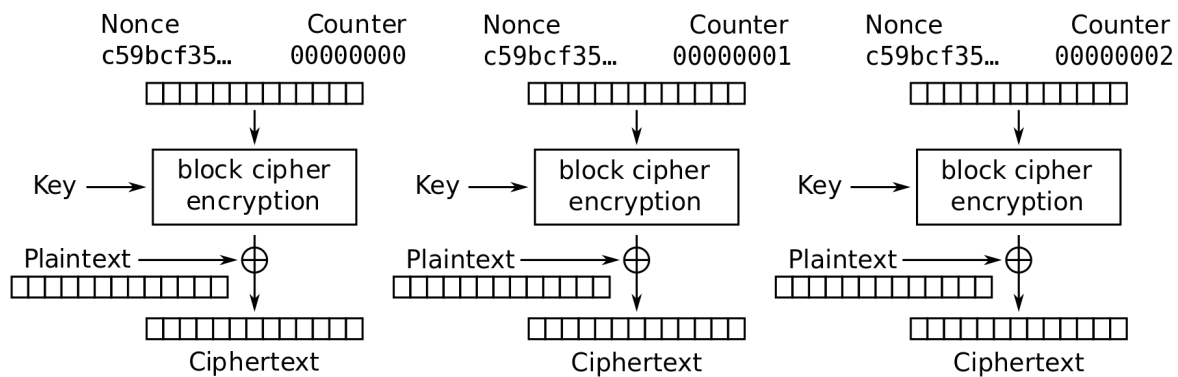 Nonce Counter Nonce Counter Nonce Counter
c59bcf35… 00000000 c59bcf35… 00000001 c59bcf35… 00000002
block cipher block cipher block cipher
Key encryption Key encryption Key encryption
Plaintext Plaintext Plaintext
Ciphertext Ciphertext Ciphertext